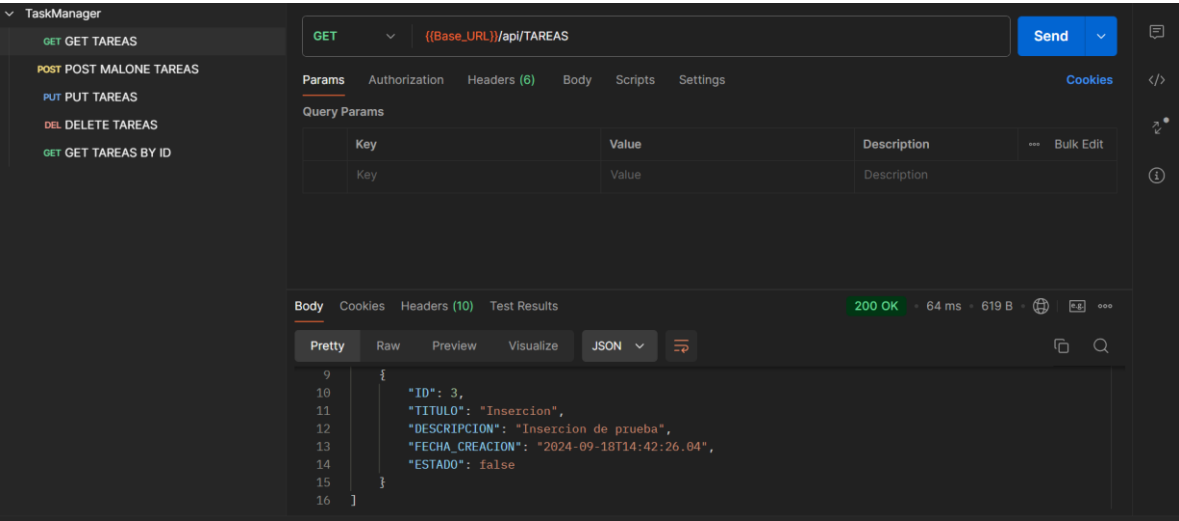 TaskManager
GET GET TAREAS
POST POST MALONE TAREAS
PUT PUT TAREAS
DEL DELETE TAREAS
GET GET TAREAS BY ID
GET {{Base_URL}}/api/TAREAS Send
Params Authorization Headers (6) Body Scripts Settings Cookies
Query Params
Key Value Description Bulk Edit
Key Value Description
Body Cookies Headers (10) Test Results 200 OK 64 ms 619 B e.g.
Pretty Raw Preview Visualize JSON
9 {
10 "ID": 3,
11 "TITULO": "Insercion",
12 "DESCRIPCION": "Insercion de prueba",
13 "FECHA_CREACION": "2024-09-18T14:42:26.04",
14 "ESTADO": false
15 }
16 ]